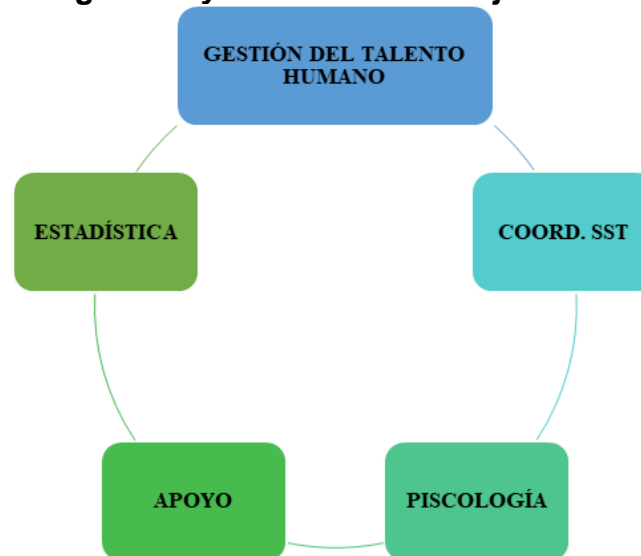 GESTIÓN DEL TALENTO
HUMANO
ESTADÍSTICA
COORD. SST
APOYO
PISCOLOGÍA